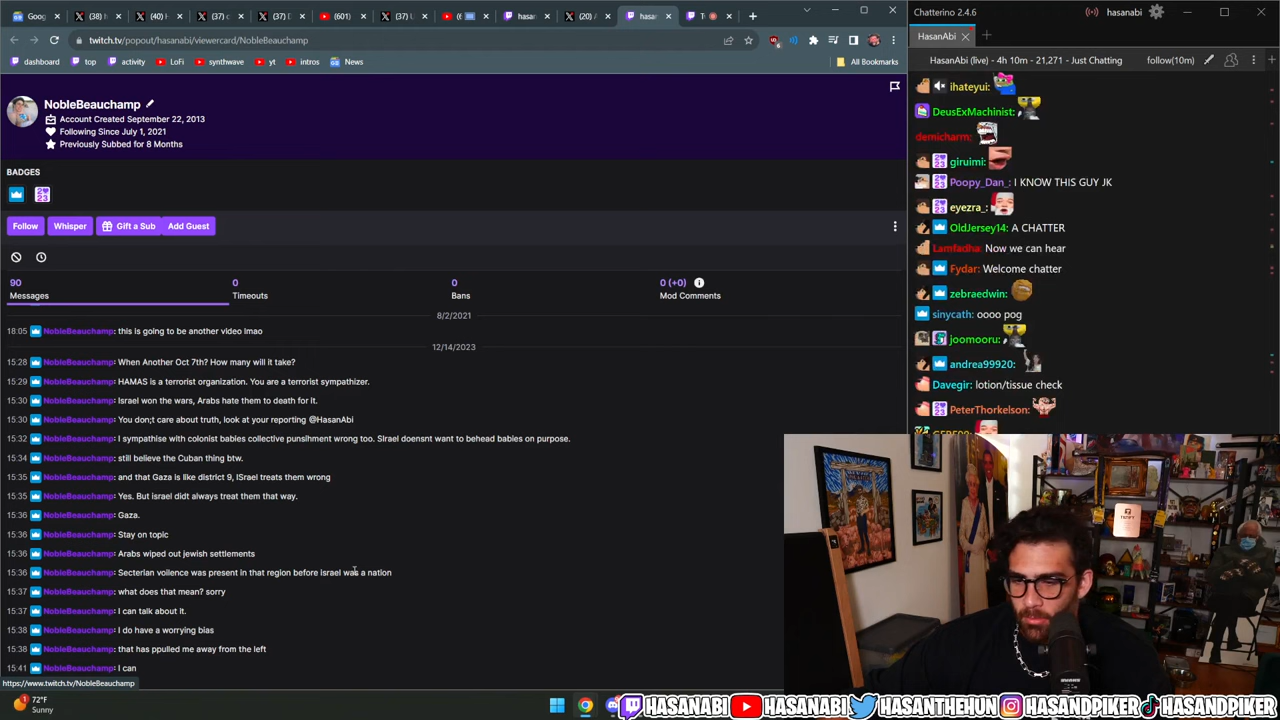 Goog
(38) h
(40) H
(37) c
(37) D
(601)
(37) U
(6
hasan
(20) A
hasan
T
twitch.tv/popout/hasanabi/viewercard/NobleBeauchamp
dashboard
top
activity
LoFi
synthwave
yt
intros
News
All Bookmarks
NobleBeauchamp
Account Created September 22, 2013
Following Since July 1, 2021
Previously Subbed for 8 Months
BADGES
Follow
Whisper
Gift a Sub
Add Guest
90
Messages
0
Timeouts
0
Bans
0 (+0)
Mod Comments
8/2/2021
18:05 NobleBeauchamp: this is going to be another video lmao
12/14/2023
15:28 NobleBeauchamp: When Another Oct 7th? How many will it take?
15:29 NobleBeauchamp: HAMAS is a terrorist organization. You are a terrorist sympathizer.
15:30 NobleBeauchamp: Israel won the wars, Arabs hate them to death for it.
15:30 NobleBeauchamp: You don;t care about truth, look at your reporting @HasanAbi
15:32 NobleBeauchamp: I sympathise with colonist babies collective punsihment wrong too. SIrael doensnt want to behead babies on purpose.
15:34 NobleBeauchamp: still believe the Cuban thing btw.
15:35 NobleBeauchamp: and that Gaza is like district 9, ISrael treats them wrong
15:35 NobleBeauchamp: Yes. But israel didt always treat them that way.
15:36 NobleBeauchamp: Gaza.
15:36 NobleBeauchamp: Stay on topic
15:36 NobleBeauchamp: Arabs wiped out jewish settlements
15:36 NobleBeauchamp: Secterian voilence was present in that region before Israel was a nation
15:37 NobleBeauchamp: what does that mean? sorry
15:37 NobleBeauchamp: I can talk about it.
15:38 NobleBeauchamp: I do have a worrying bias
15:38 NobleBeauchamp: that has ppulled me away from the left
15:41 NobleBeauchamp: I can
https://www.twitch.tv/NobleBeauchamp
72°F
Sunny
Chatterino 2.4.6
hasanabi
HasanAbi
HasanAbi (live) - 4h 10m - 21,271 - Just Chatting
follow(10m)
ihateyui:
DeusExMachinist:
demicharm:
giruimi:
Poopy_Dan_: I KNOW THIS GUY JK
eyezra_:
OldJersey14: A CHATTER
Lamfadha: Now we can hear
Fydar: Welcome chatter
zebraedwin:
sinycath: oooo pog
joomooru:
andrea99920:
Davegir: lotion/tissue check
PeterThorkelson:
HASANABI
HASANABI
HASANTHEHUN
HASANDPIKER
HASANDPIKER